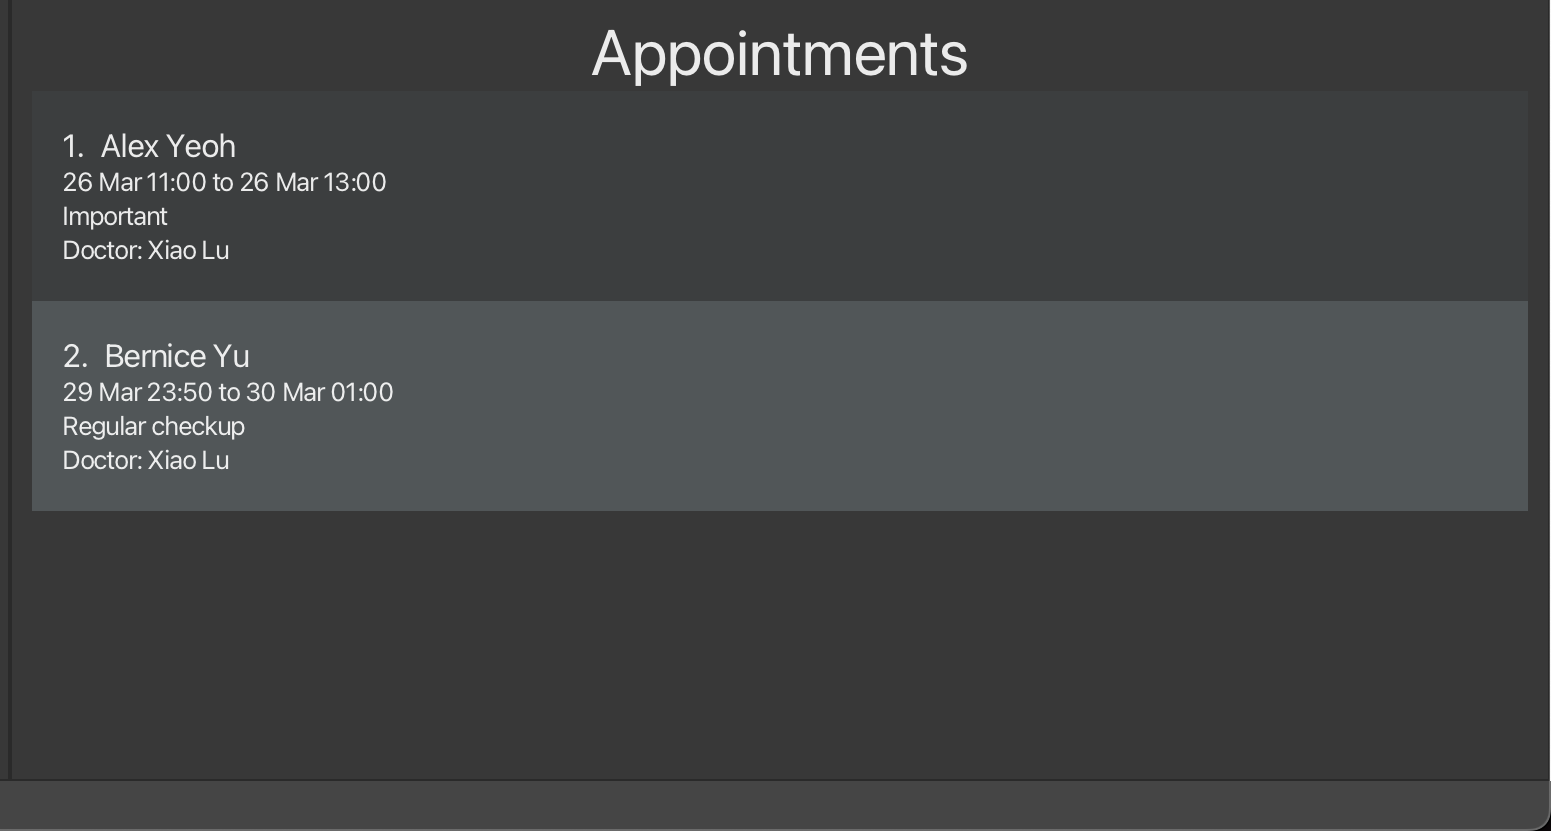 Appointments
1. Alex Yeoh
26 Mar 11:00 to 26 Mar 13:00
Important
Doctor: Xiao Lu
2. Bernice Yu
29 Mar 23:50 to 30 Mar 01:00
Regular checkup
Doctor: Xiao Lu